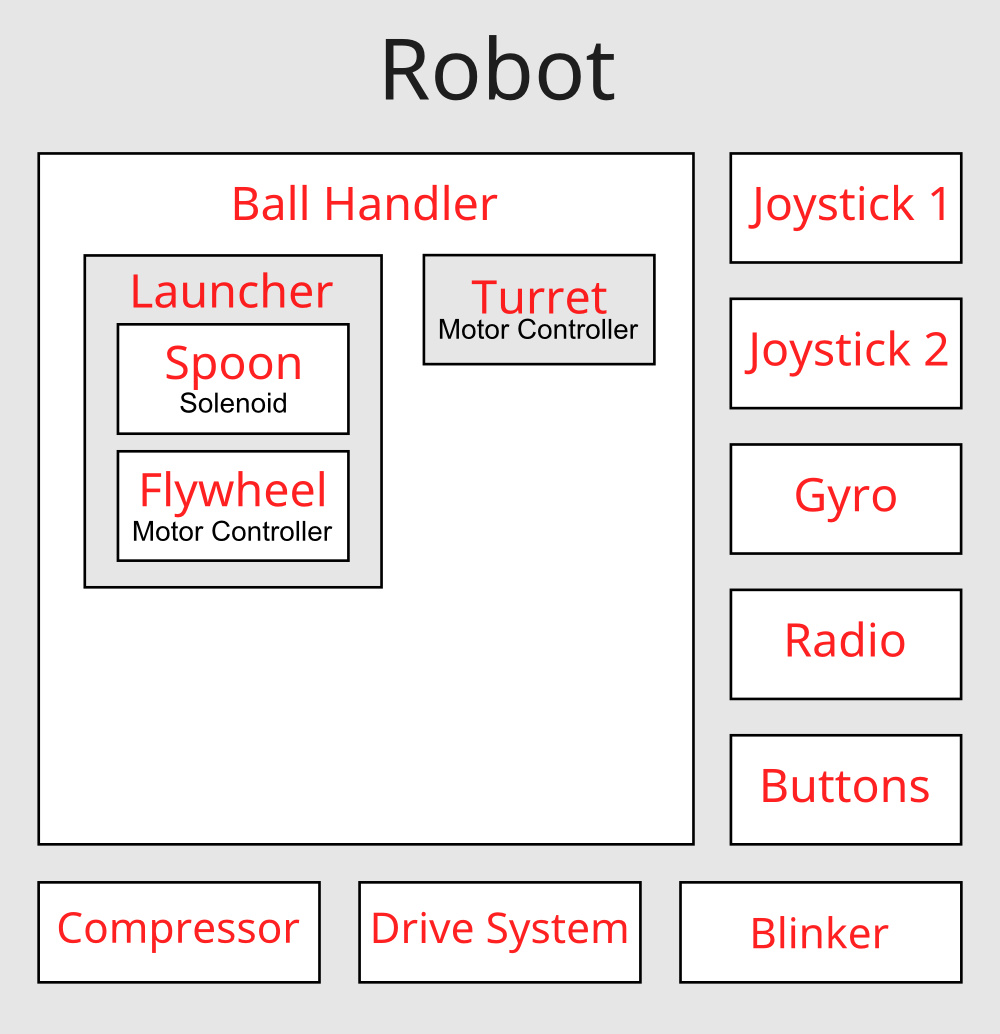 Robot
Ball Handler
Launcher
Spoon
Solenoid
Flywheel
Motor Controller
Turret
Motor Controller
Joystick 1
Joystick 2
Gyro
Radio
Buttons
Compressor
Drive System
Blinker